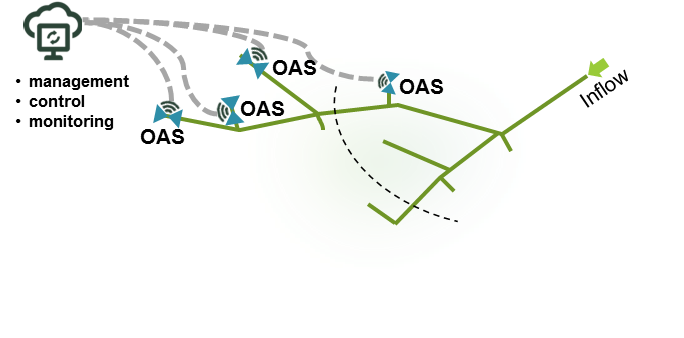 OAS
OAS
• management
• control
• monitoring
OAS
OAS
Inflow